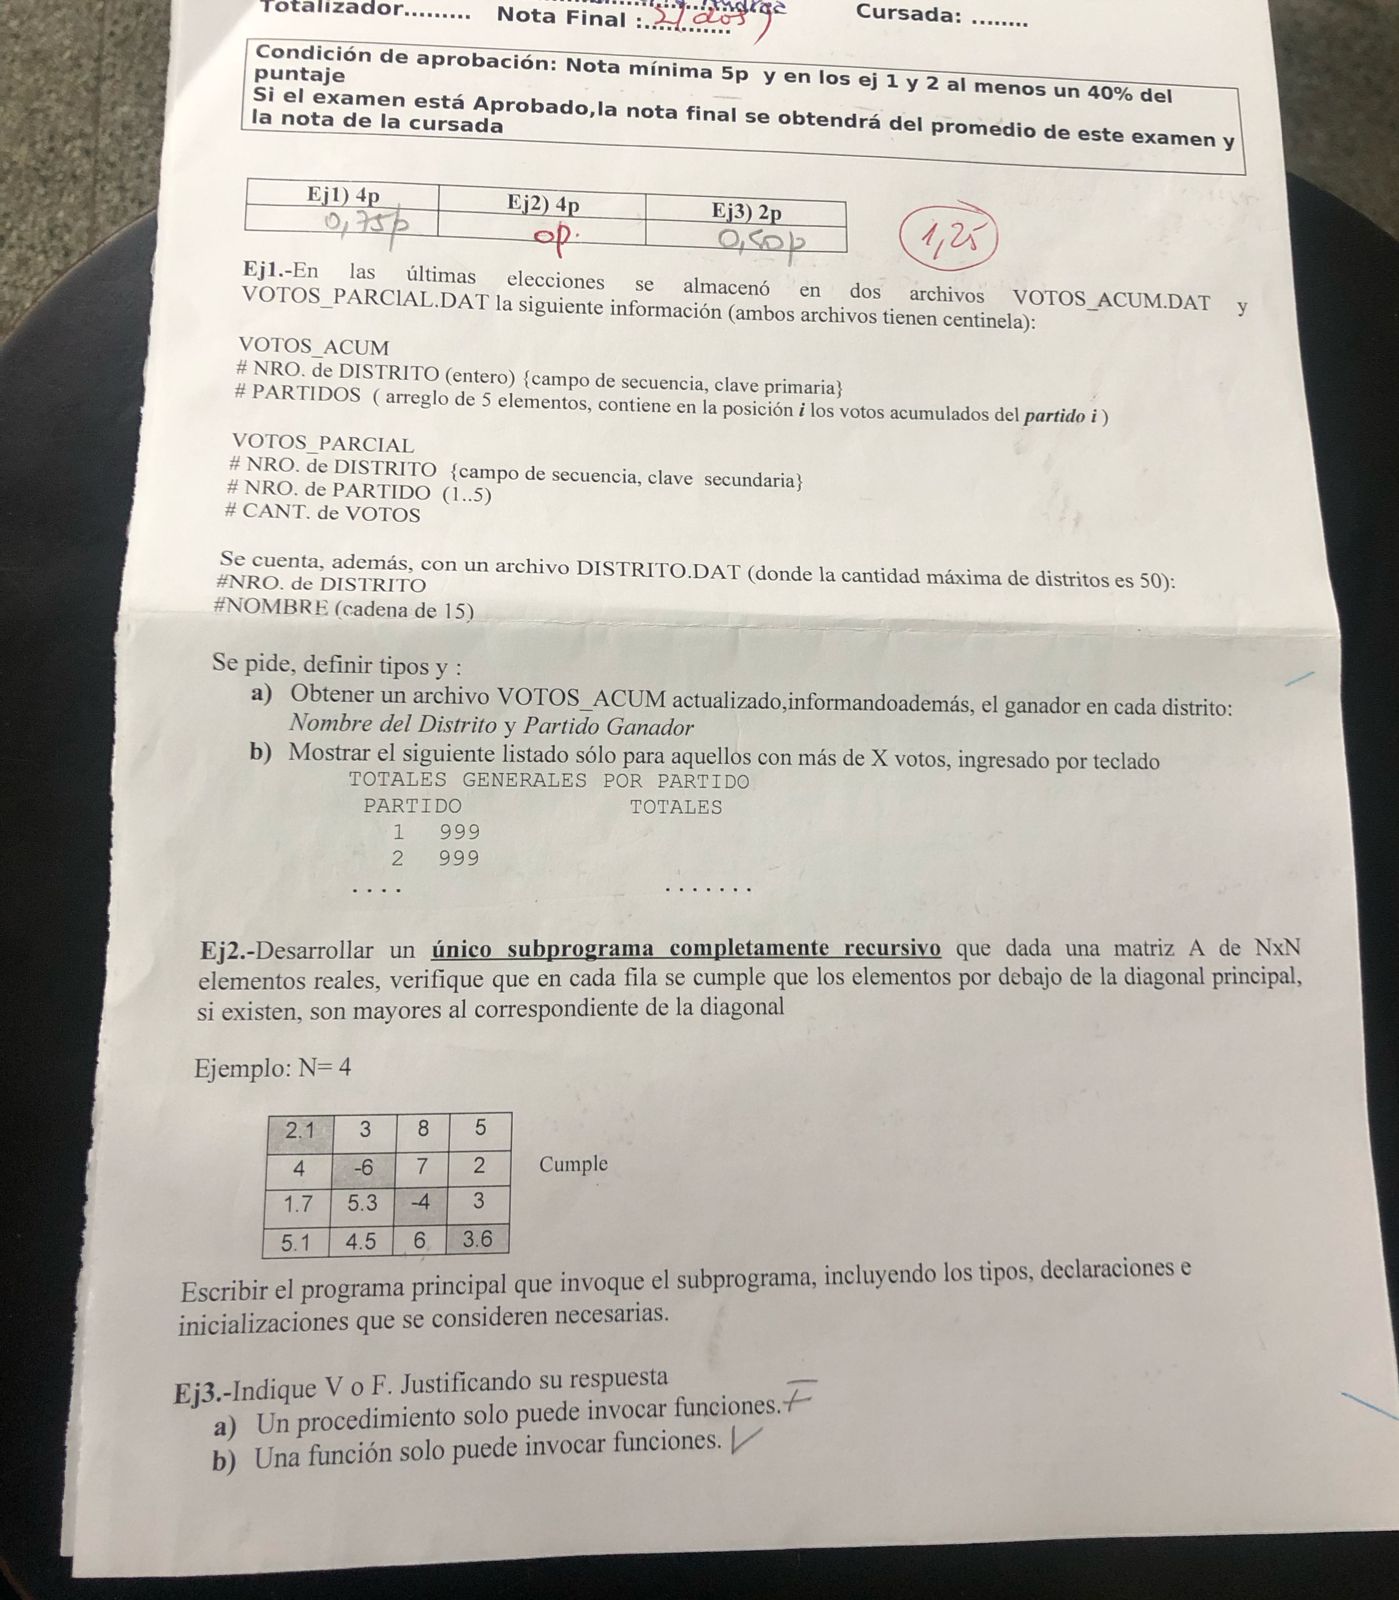 Totalizador......... Nota Final :............. 2/ dos Cursada: ........
Condición de aprobación: Nota mínima 5p y en los ej 1 y 2 al menos un 40% del
puntaje
Si el examen está Aprobado,la nota final se obtendrá del promedio de este examen y
la nota de la cursada
Ej1) 4p Ej2) 4p Ej3) 2p
0,75p 0p. 0,50p 1,25
Ej1.-En las últimas elecciones se almacenó en dos archivos VOTOS_ACUM.DAT y
VOTOS_PARCIAL.DAT la siguiente información (ambos archivos tienen centinela):
VOTOS_ACUM
# NRO. de DISTRITO (entero) {campo de secuencia, clave primaria}
# PARTIDOS ( arreglo de 5 elementos, contiene en la posición i los votos acumulados del partido i )
VOTOS_PARCIAL
# NRO. de DISTRITO {campo de secuencia, clave secundaria}
# NRO. de PARTIDO (1..5)
# CANT. de VOTOS
Se cuenta, además, con un archivo DISTRITO.DAT (donde la cantidad máxima de distritos es 50):
#NRO. de DISTRITO
#NOMBRE (cadena de 15)
Se pide, definir tipos y :
a) Obtener un archivo VOTOS_ACUM actualizado,informandoademás, el ganador en cada distrito:
Nombre del Distrito y Partido Ganador
b) Mostrar el siguiente listado sólo para aquellos con más de X votos, ingresado por teclado
TOTALES GENERALES POR PARTIDO
PARTIDO TOTALES
1 999
2 999
.... .......
Ej2.-Desarrollar un único subprograma completamente recursivo que dada una matriz A de NxN
elementos reales, verifique que en cada fila se cumple que los elementos por debajo de la diagonal principal,
si existen, son mayores al correspondiente de la diagonal
Ejemplo: N= 4
2.1 3 8 5
4 -6 7 2 Cumple
1.7 5.3 -4 3
5.1 4.5 6 3.6
Escribir el programa principal que invoque el subprograma, incluyendo los tipos, declaraciones e
inicializaciones que se consideren necesarias.
Ej3.-Indique V o F. Justificando su respuesta
a) Un procedimiento solo puede invocar funciones. F
b) Una función solo puede invocar funciones. V